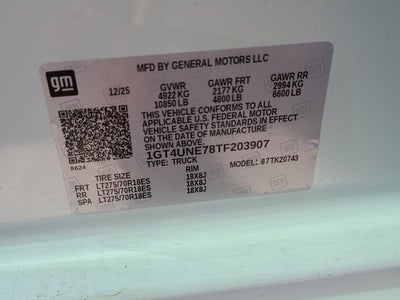 gm
MFD BY GENERAL MOTORS LLC
12/25 GVWR GAWR FRT GAWR RR
4922 KG 2177 KG 2994 KG
10850 LB 4800 LB 6600 LB
THIS VEHICLE CONFORMS TO ALL
APPLICABLE U.S. FEDERAL MOTOR
VEHICLE SAFETY STANDARDS IN EFFECT
ON THE DATE OF MANUFACTURE
SHOWN ABOVE.
1GT4UNE78TF203907
8624 TYPE: TRUCK MODEL: 87TK20743
TIRE SIZE RIM
FRT LT275/70R18ES 18X8J
RR LT275/70R18ES 18X8J
SPA LT275/70R18ES 18X8J